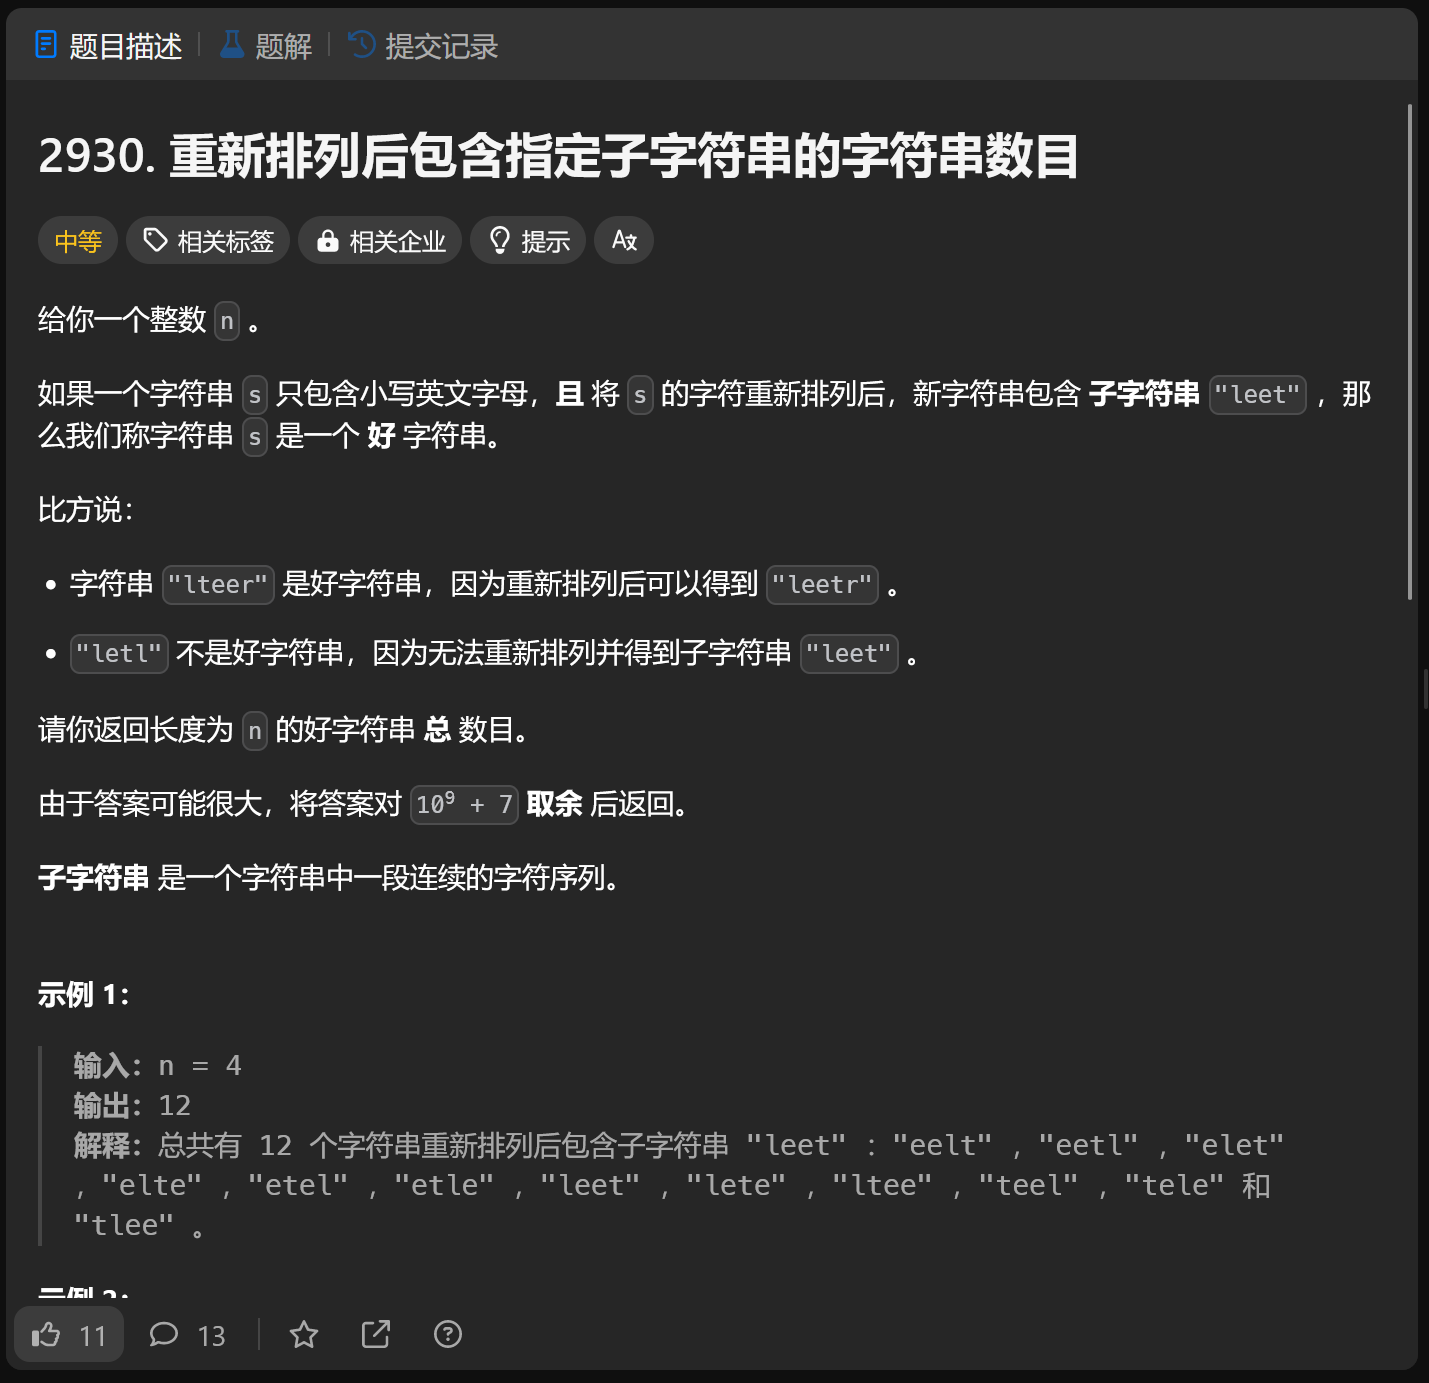 题目描述 | 题解 | 提交记录
2930. 重新排列后包含指定子字符串的字符串数目
中等 相关标签 相关企业 提示
给你一个整数 n 。
如果一个字符串 s 只包含小写英文字母，且 将 s 的字符重新排列后，新字符串包含 子字符串 "leet" ，那
么我们称字符串 s 是一个 好 字符串。
比方说：
• 字符串 "lteer" 是好字符串，因为重新排列后可以得到 "leetr" 。
• "letl" 不是好字符串，因为无法重新排列并得到子字符串 "leet" 。
请你返回长度为 n 的好字符串 总 数目。
由于答案可能很大，将答案对 10⁹ + 7 取余 后返回。
子字符串 是一个字符串中一段连续的字符序列。
示例 1：
输入：n = 4
输出：12
解释：总共有 12 个字符串重新排列后包含子字符串 "leet" ："eelt" ，"eetl" ，"elet"
，"elte" ，"etel" ，"etle" ，"leet" ，"lete" ，"ltee" ，"teel" ，"tele" 和
"tlee" 。
示例 2：
11 13